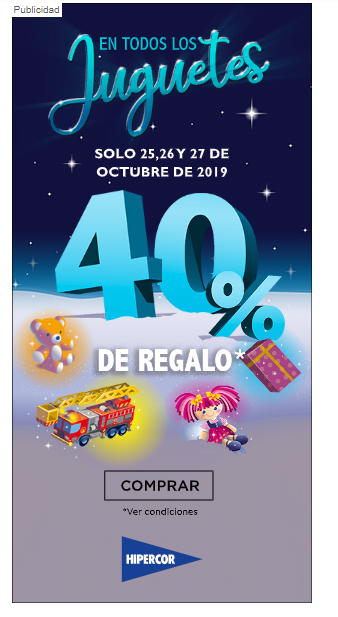 Publicidad
EN TODOS LOS
Juguetes
SOLO 25,26 Y 27 DE
OCTUBRE DE 2019
40%
DE REGALO*
COMPRAR
*Ver condiciones
HIPERCOR